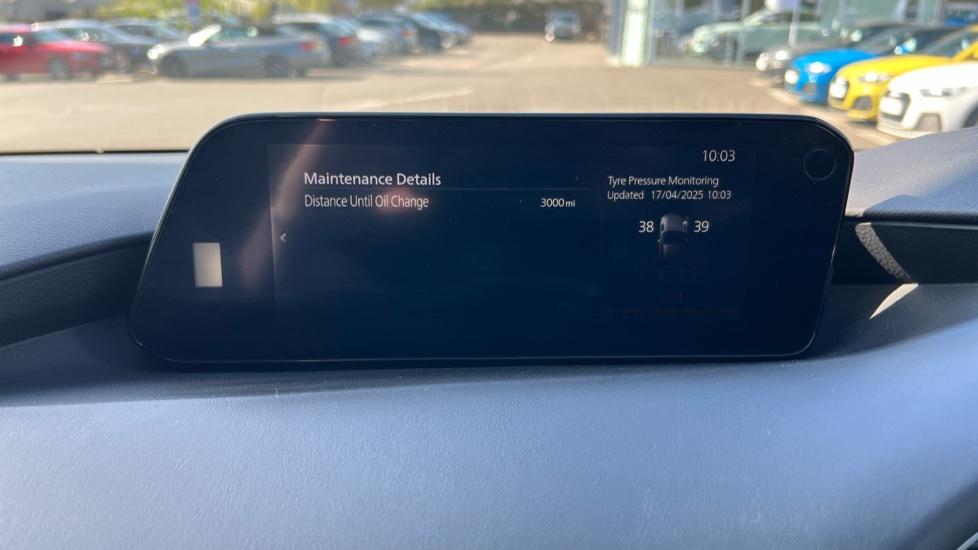 10:03
Maintenance Details
Distance Until Oil Change 3000 mi
Tyre Pressure Monitoring
Updated 17/04/2025 10:03
38 39
<